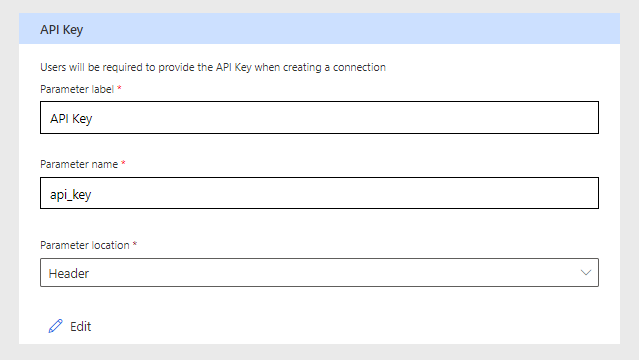 API Key
Users will be required to provide the API Key when creating a connection
Parameter label *
API Key
Parameter name *
api_key
Parameter location *
Header
Edit